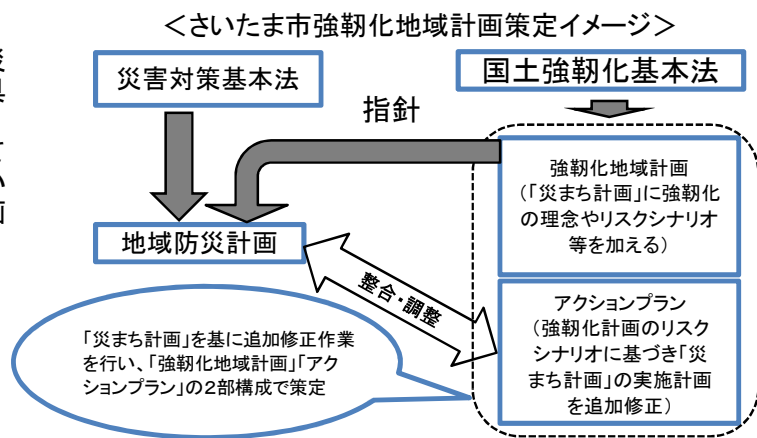 ＜さいたま市強靭化地域計画策定イメージ＞
災害対策基本法
国土強靭化基本法
指針
強靭化地域計画
（「災まち計画」に強靭化
の理念やリスクシナリオ
等を加える）
地域防災計画
整合・調整
アクションプラン
（強靭化計画のリスク
シナリオに基づき「災
まち計画」の実施計画
を追加修正）
「災まち計画」を基に追加修正作業
を行い、「強靭化地域計画」「アク
ションプラン」の２部構成で策定